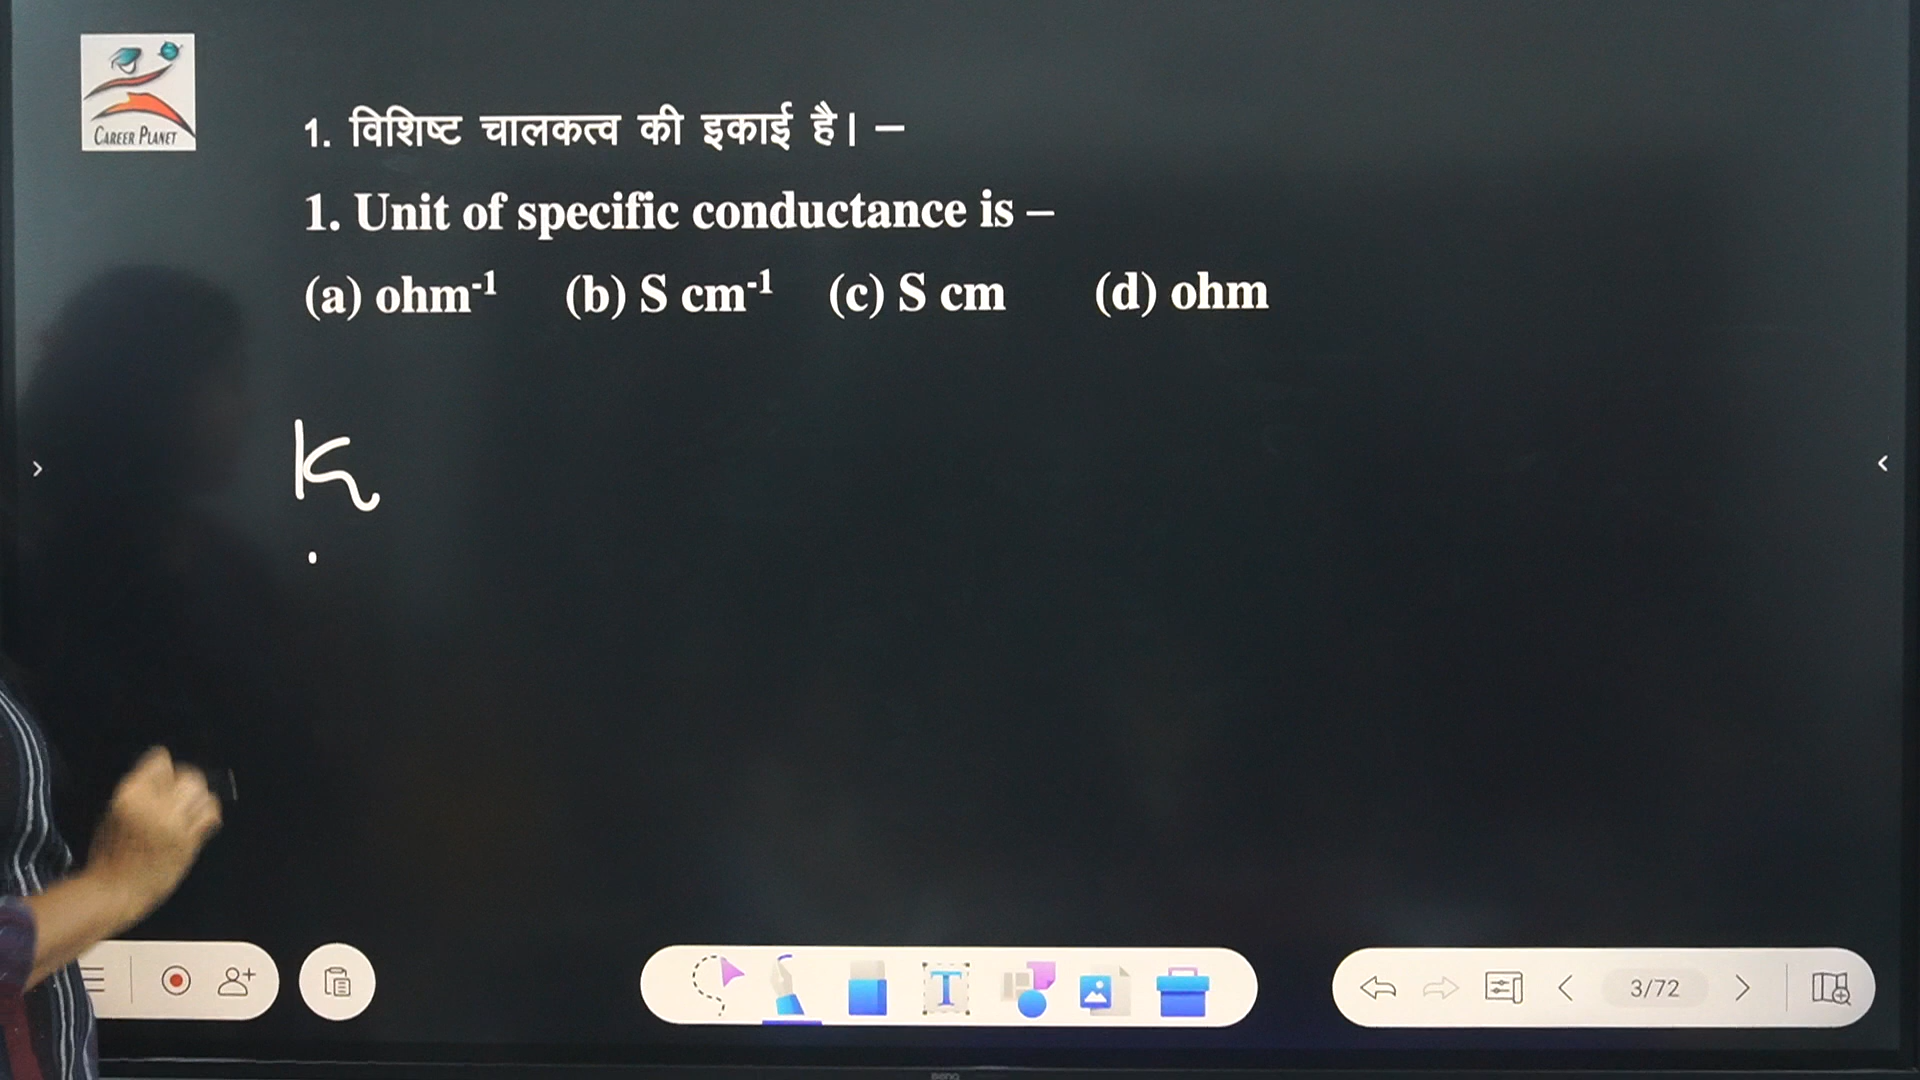 CAREER PLANET
1. विशिष्ट चालकत्व की इकाई है। –
1. Unit of specific conductance is –
(a) ohm-¹ (b) S cm-¹ (c) S cm (d) ohm
K
.
T
3/72
BenQ